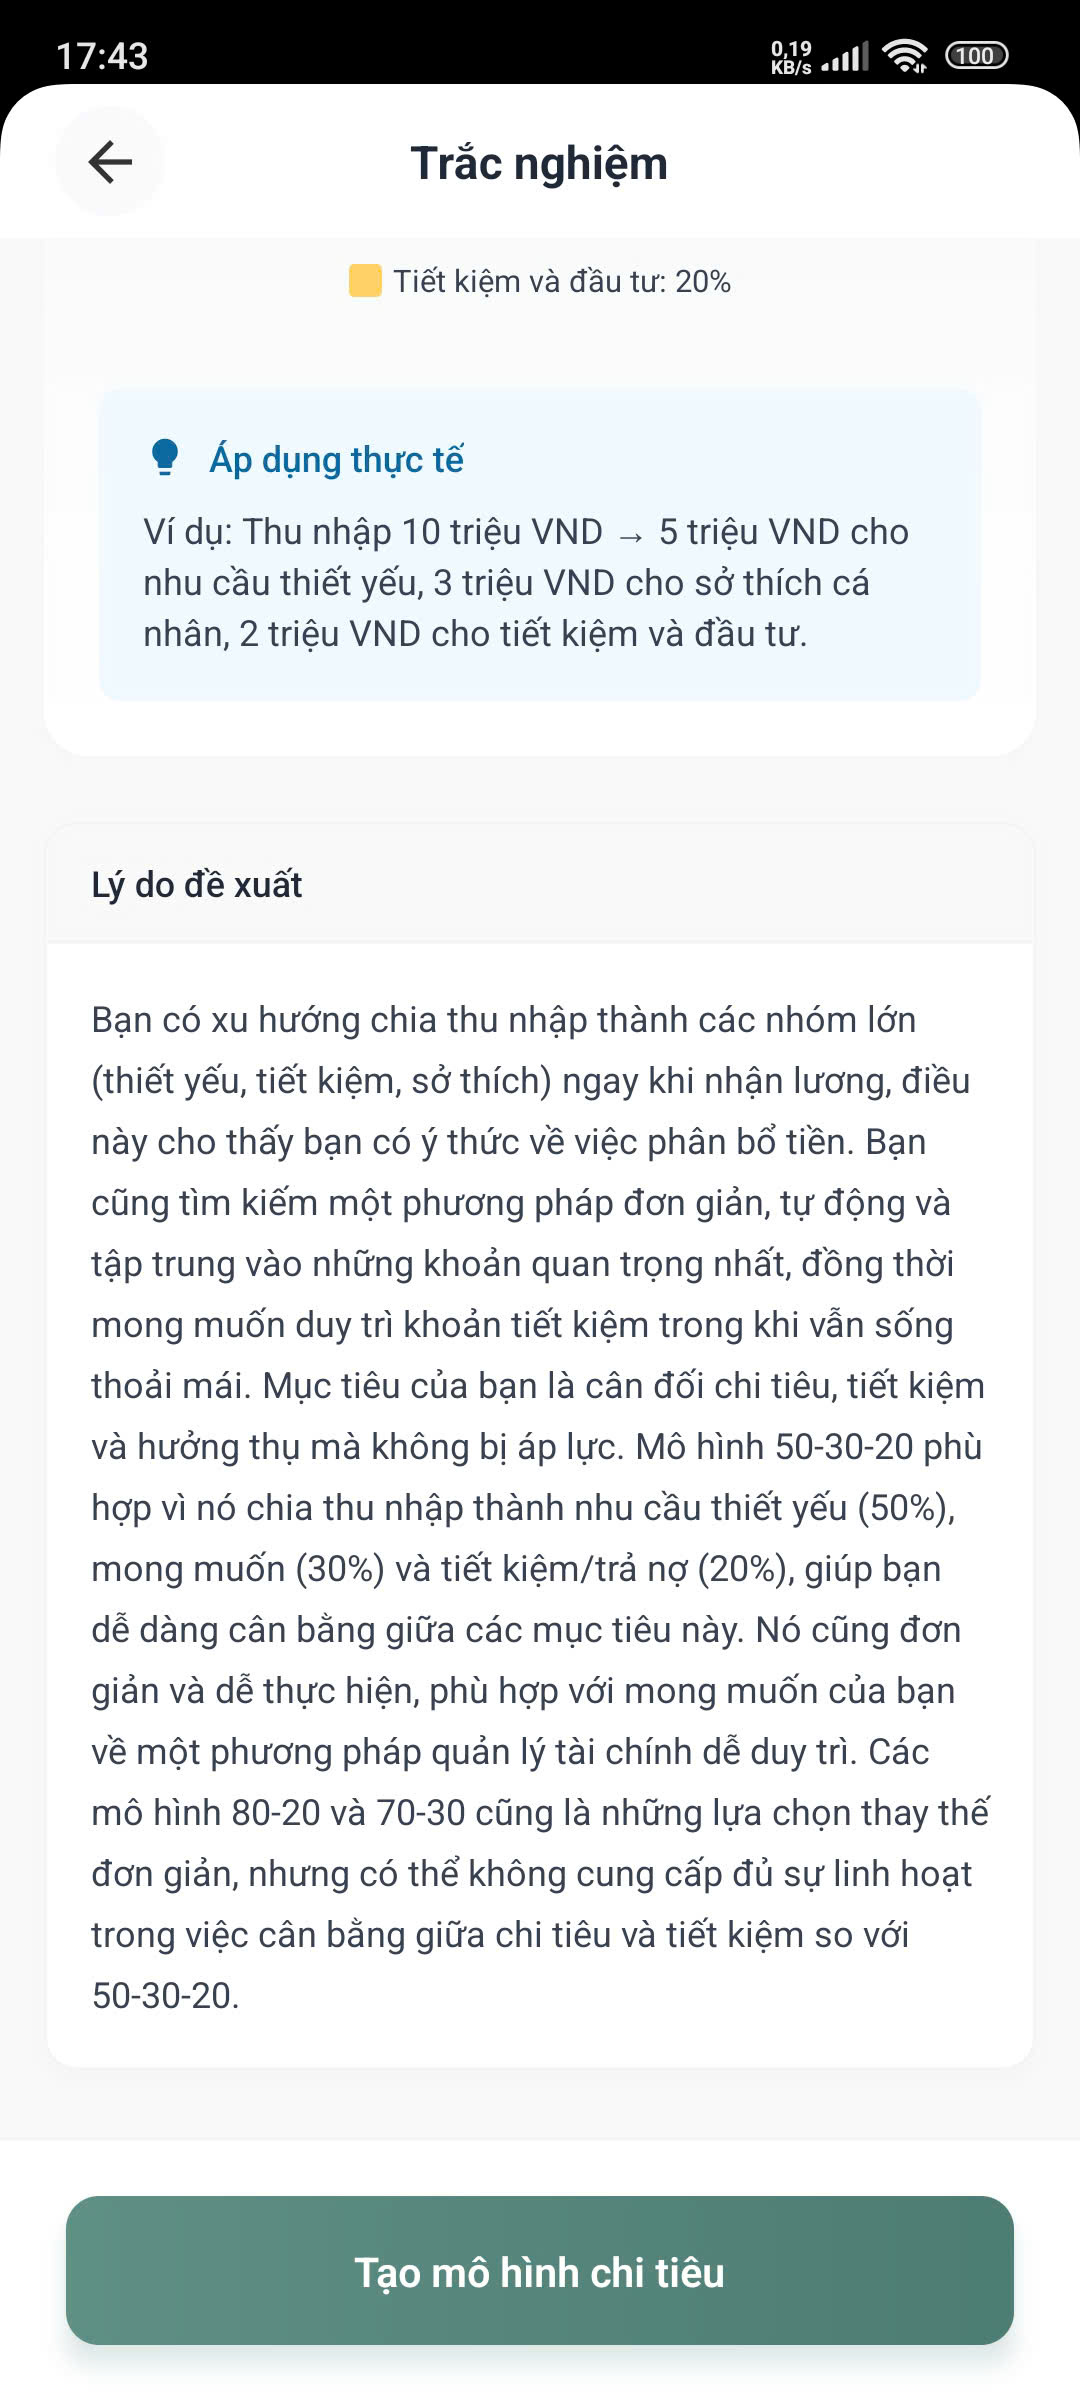 17:43
0,19
KB/s
100
Trắc nghiệm
Tiết kiệm và đầu tư: 20%
Áp dụng thực tế
Ví dụ: Thu nhập 10 triệu VND → 5 triệu VND cho
nhu cầu thiết yếu, 3 triệu VND cho sở thích cá
nhân, 2 triệu VND cho tiết kiệm và đầu tư.
Lý do đề xuất
Bạn có xu hướng chia thu nhập thành các nhóm lớn
(thiết yếu, tiết kiệm, sở thích) ngay khi nhận lương, điều
này cho thấy bạn có ý thức về việc phân bổ tiền. Bạn
cũng tìm kiếm một phương pháp đơn giản, tự động và
tập trung vào những khoản quan trọng nhất, đồng thời
mong muốn duy trì khoản tiết kiệm trong khi vẫn sống
thoải mái. Mục tiêu của bạn là cân đối chi tiêu, tiết kiệm
và hưởng thụ mà không bị áp lực. Mô hình 50-30-20 phù
hợp vì nó chia thu nhập thành nhu cầu thiết yếu (50%),
mong muốn (30%) và tiết kiệm/trả nợ (20%), giúp bạn
dễ dàng cân bằng giữa các mục tiêu này. Nó cũng đơn
giản và dễ thực hiện, phù hợp với mong muốn của bạn
về một phương pháp quản lý tài chính dễ duy trì. Các
mô hình 80-20 và 70-30 cũng là những lựa chọn thay thế
đơn giản, nhưng có thể không cung cấp đủ sự linh hoạt
trong việc cân bằng giữa chi tiêu và tiết kiệm so với
50-30-20.
Tạo mô hình chi tiêu